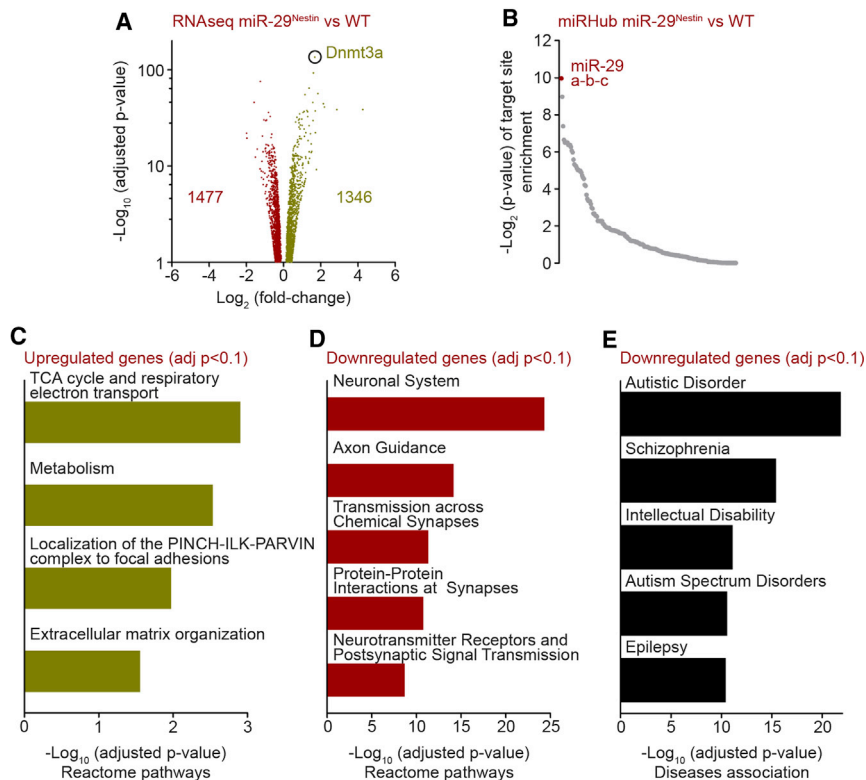 A
RNAseq miR-29Nestin vs WT
Dnmt3a
100
10
1
-Log10 (adjusted p-value)
1477
1346
-6
-4
-2
0
2
4
6
Log2 (fold-change)
B
miRHub miR-29Nestin vs WT
miR-29
a-b-c
12
10
8
6
4
2
0
-Log2 (p-value) of target site
enrichment
C
Upregulated genes (adj p<0.1)
TCA cycle and respiratory
electron transport
Metabolism
Localization of the PINCH-ILK-PARVIN
complex to focal adhesions
Extracellular matrix organization
0
1
2
3
-Log10 (adjusted p-value)
Reactome pathways
D
Downregulated genes (adj p<0.1)
Neuronal System
Axon Guidance
Transmission across
Chemical Synapses
Protein-Protein
Interactions at Synapses
Neurotransmitter Receptors and
Postsynaptic Signal Transmission
0
5
10
15
20
25
-Log10 (adjusted p-value)
Reactome pathways
E
Downregulated genes (adj p<0.1)
Autistic Disorder
Schizophrenia
Intellectual Disability
Autism Spectrum Disorders
Epilepsy
0
5
10
15
20
-Log10 (adjusted p-value)
Diseases association